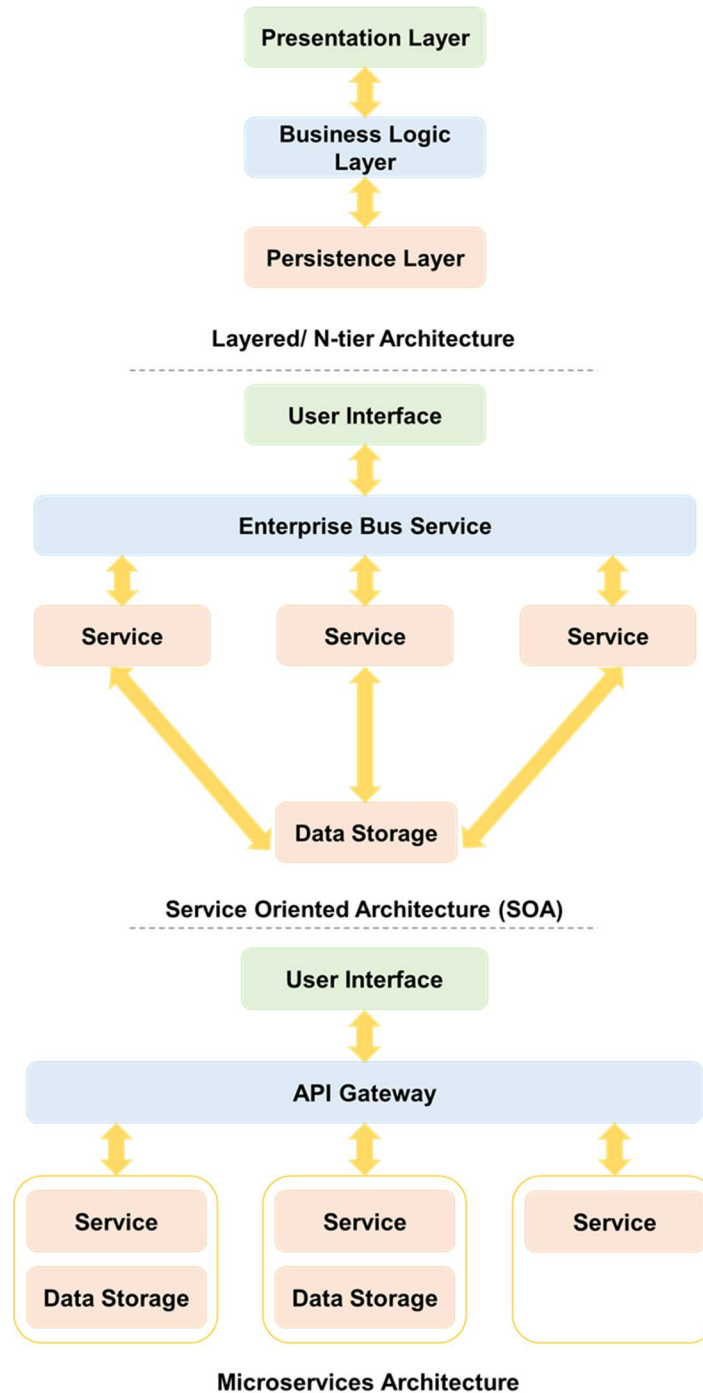 Presentation Layer
Business Logic
Layer
Persistence Layer
Layered/ N-tier Architecture
User Interface
Enterprise Bus Service
Service Service Service
Data Storage
Service Oriented Architecture (SOA)
User Interface
API Gateway
Service Service Service
Data Storage Data Storage
Microservices Architecture